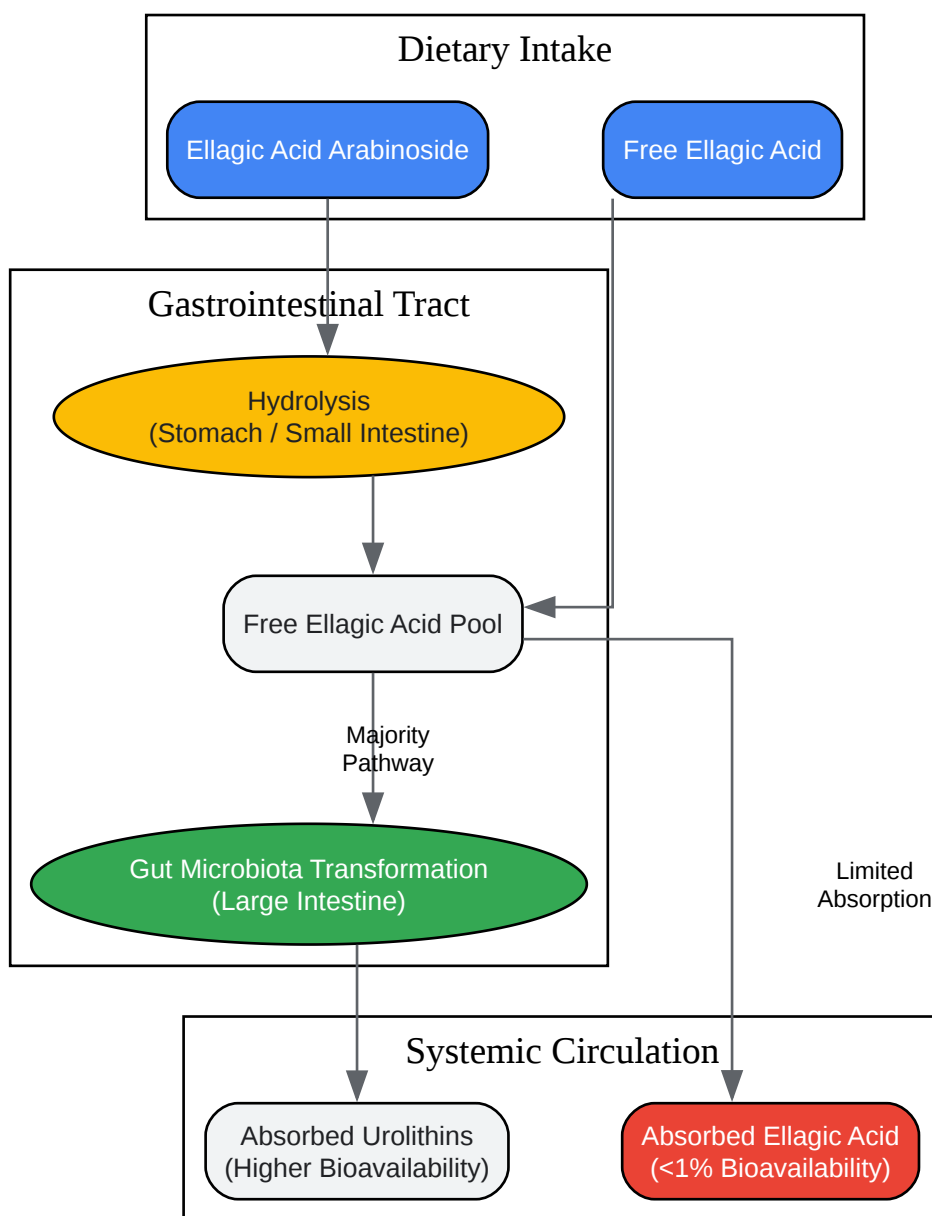 Dietary Intake
Ellagic Acid Arabinoside
Free Ellagic Acid
Gastrointestinal Tract
Hydrolysis
(Stomach / Small Intestine)
Free Ellagic Acid Pool
Majority
Pathway
Gut Microbiota Transformation
(Large Intestine)
Limited
Absorption
Systemic Circulation
Absorbed Urolithins
(Higher Bioavailability)
Absorbed Ellagic Acid
(<1% Bioavailability)